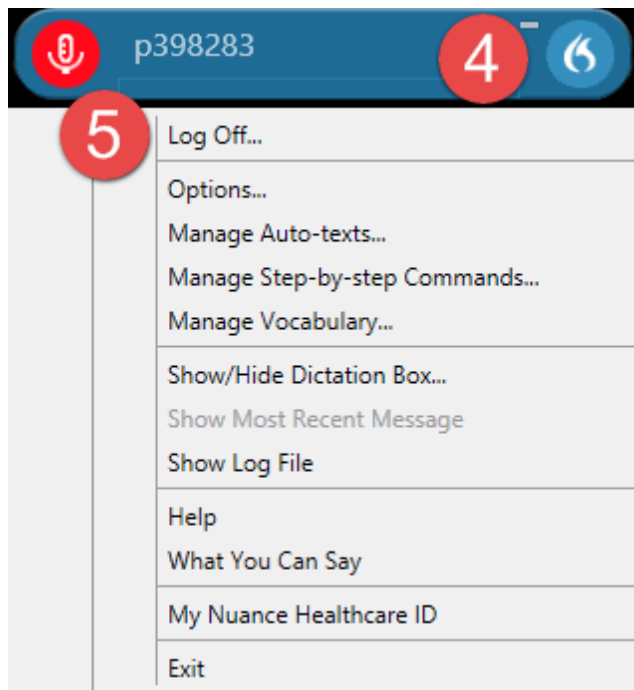 p398283
4
5
Log Off...
Options...
Manage Auto-texts...
Manage Step-by-step Commands...
Manage Vocabulary...
Show/Hide Dictation Box...
Show Most Recent Message
Show Log File
Help
What You Can Say
My Nuance Healthcare ID
Exit